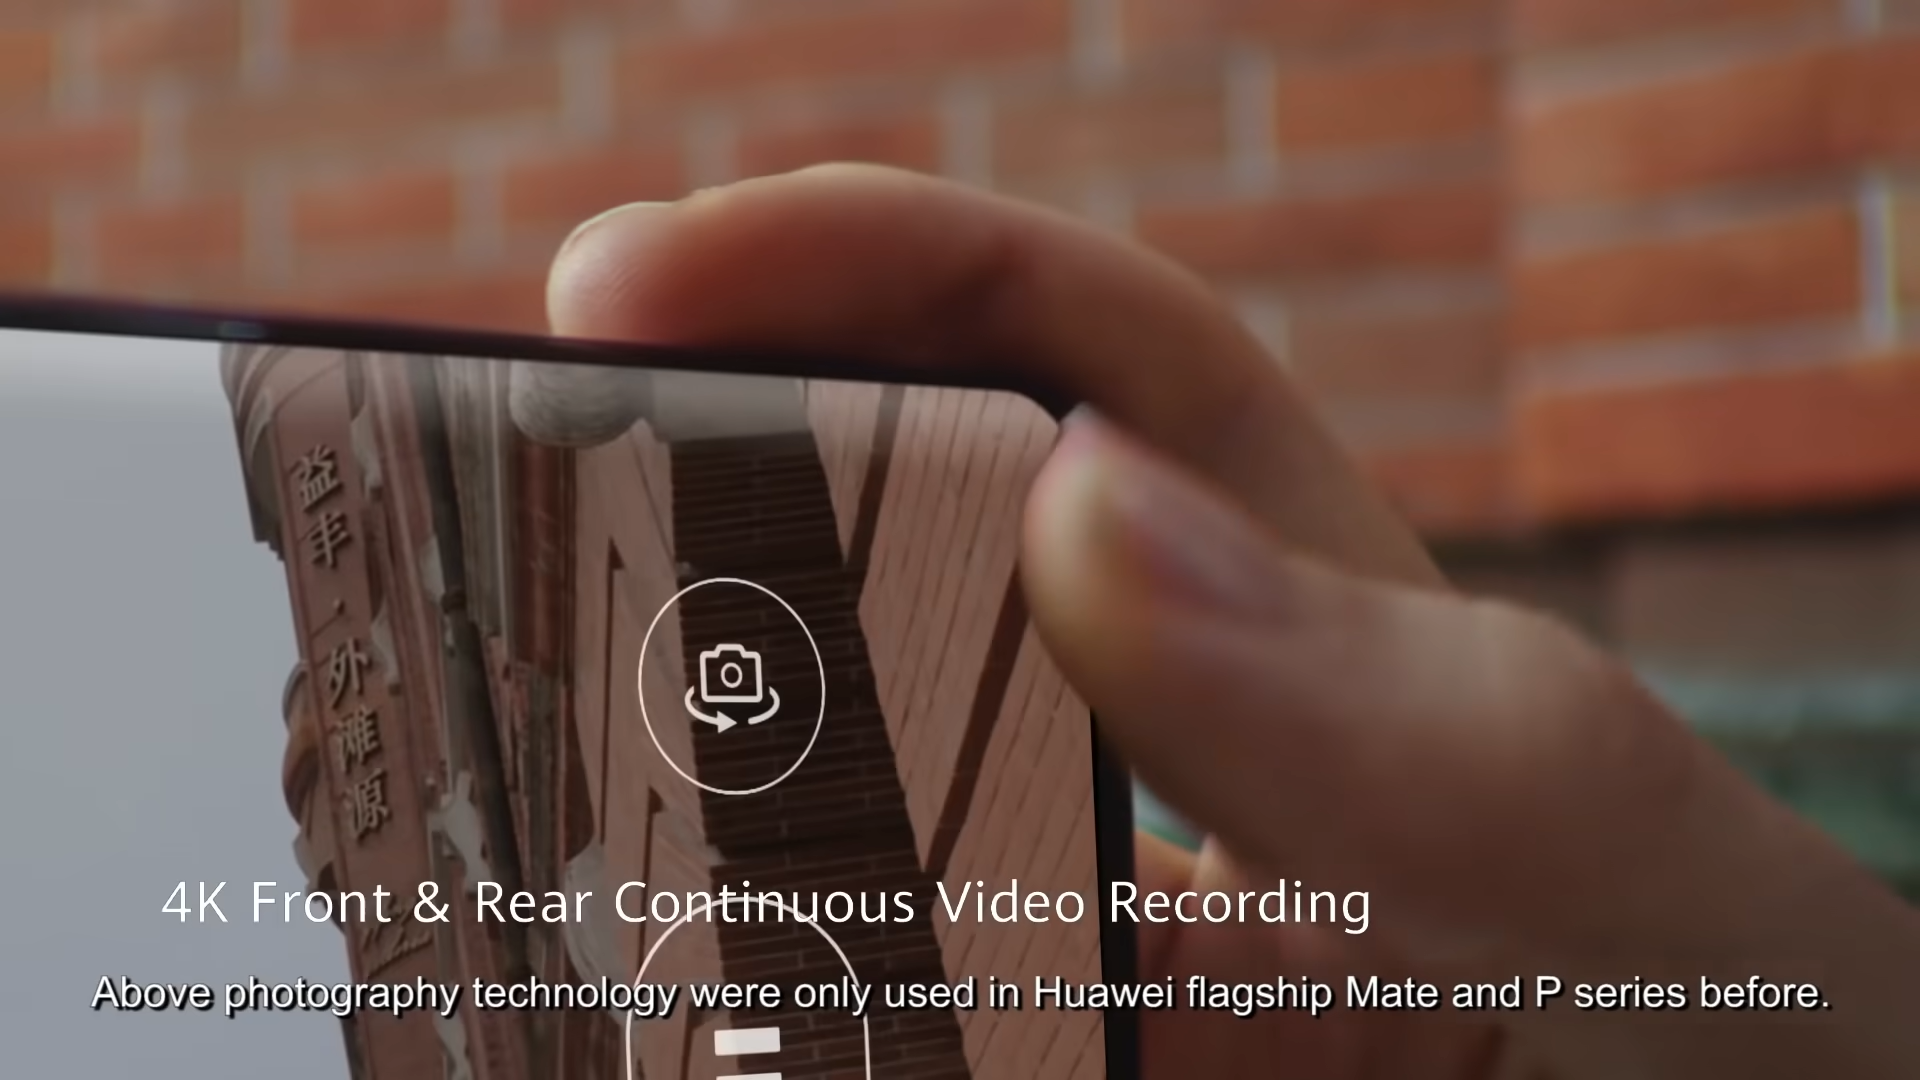 益丰·外滩源
4K Front & Rear Continuous Video Recording
Above photography technology were only used in Huawei flagship Mate and P series before.